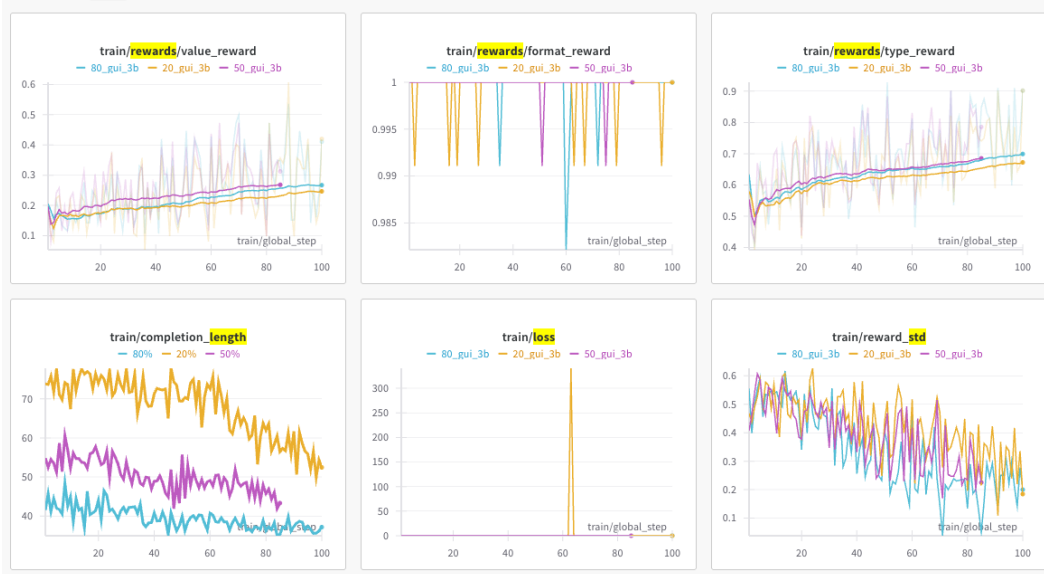 train/rewards/value_reward
80_gui_3b 20_gui_3b 50_gui_3b
0.6
0.5
0.4
0.3
0.2
0.1
train/global_step
20 40 60 80 100
train/rewards/format_reward
80_gui_3b 20_gui_3b 50_gui_3b
1
0.995
0.99
0.985
train/global_step
20 40 60 80 100
train/rewards/type_reward
80_gui_3b 20_gui_3b 50_gui_3b
0.9
0.8
0.7
0.6
0.5
0.4
train/global_step
20 40 60 80 100
train/completion_length
80% 20% 50%
70
60
50
40
train/global_step
20 40 60 80 100
train/loss
80_gui_3b 20_gui_3b 50_gui_3b
300
250
200
150
100
50
0
train/global_step
20 40 60 80 100
train/reward_std
80_gui_3b 20_gui_3b 50_gui_3b
0.6
0.5
0.4
0.3
0.2
0.1
train/global_step
20 40 60 80 100